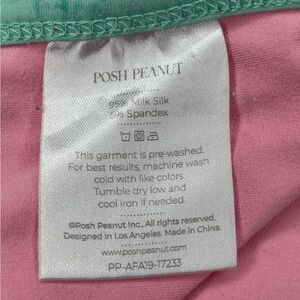 POSH PEANUT
95% Milk Silk
5% Spandex
This garment is pre-washed.
For best results, machine wash
cold with like colors
Tumble dry low and
cool iron if needed.
©Posh Peanut Inc., All rights reserved.
Designed in Los Angeles. Made in China.
www.poshpeanut.com
PP-AFA19-17233